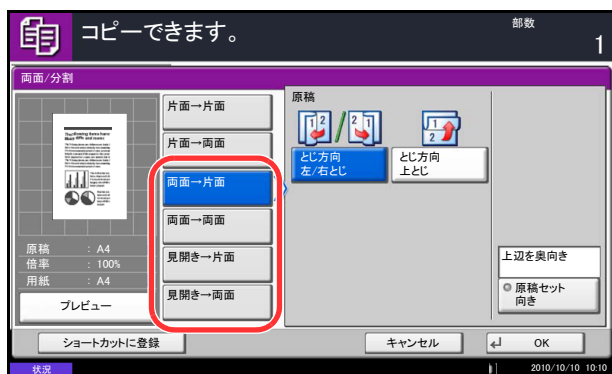 コピーできます。
部数
1
両面/分割
片面→片面
片面→両面
両面→片面
両面→両面
見開き→片面
見開き→両面
原稿
とじ方向
左/右とじ
とじ方向
上とじ
原稿 : A4
倍率 : 100%
用紙 : A4
プレビュー
上辺を奥向き
原稿セット
向き
ショートカットに登録
キャンセル
OK
状況
2010/10/10 10:10